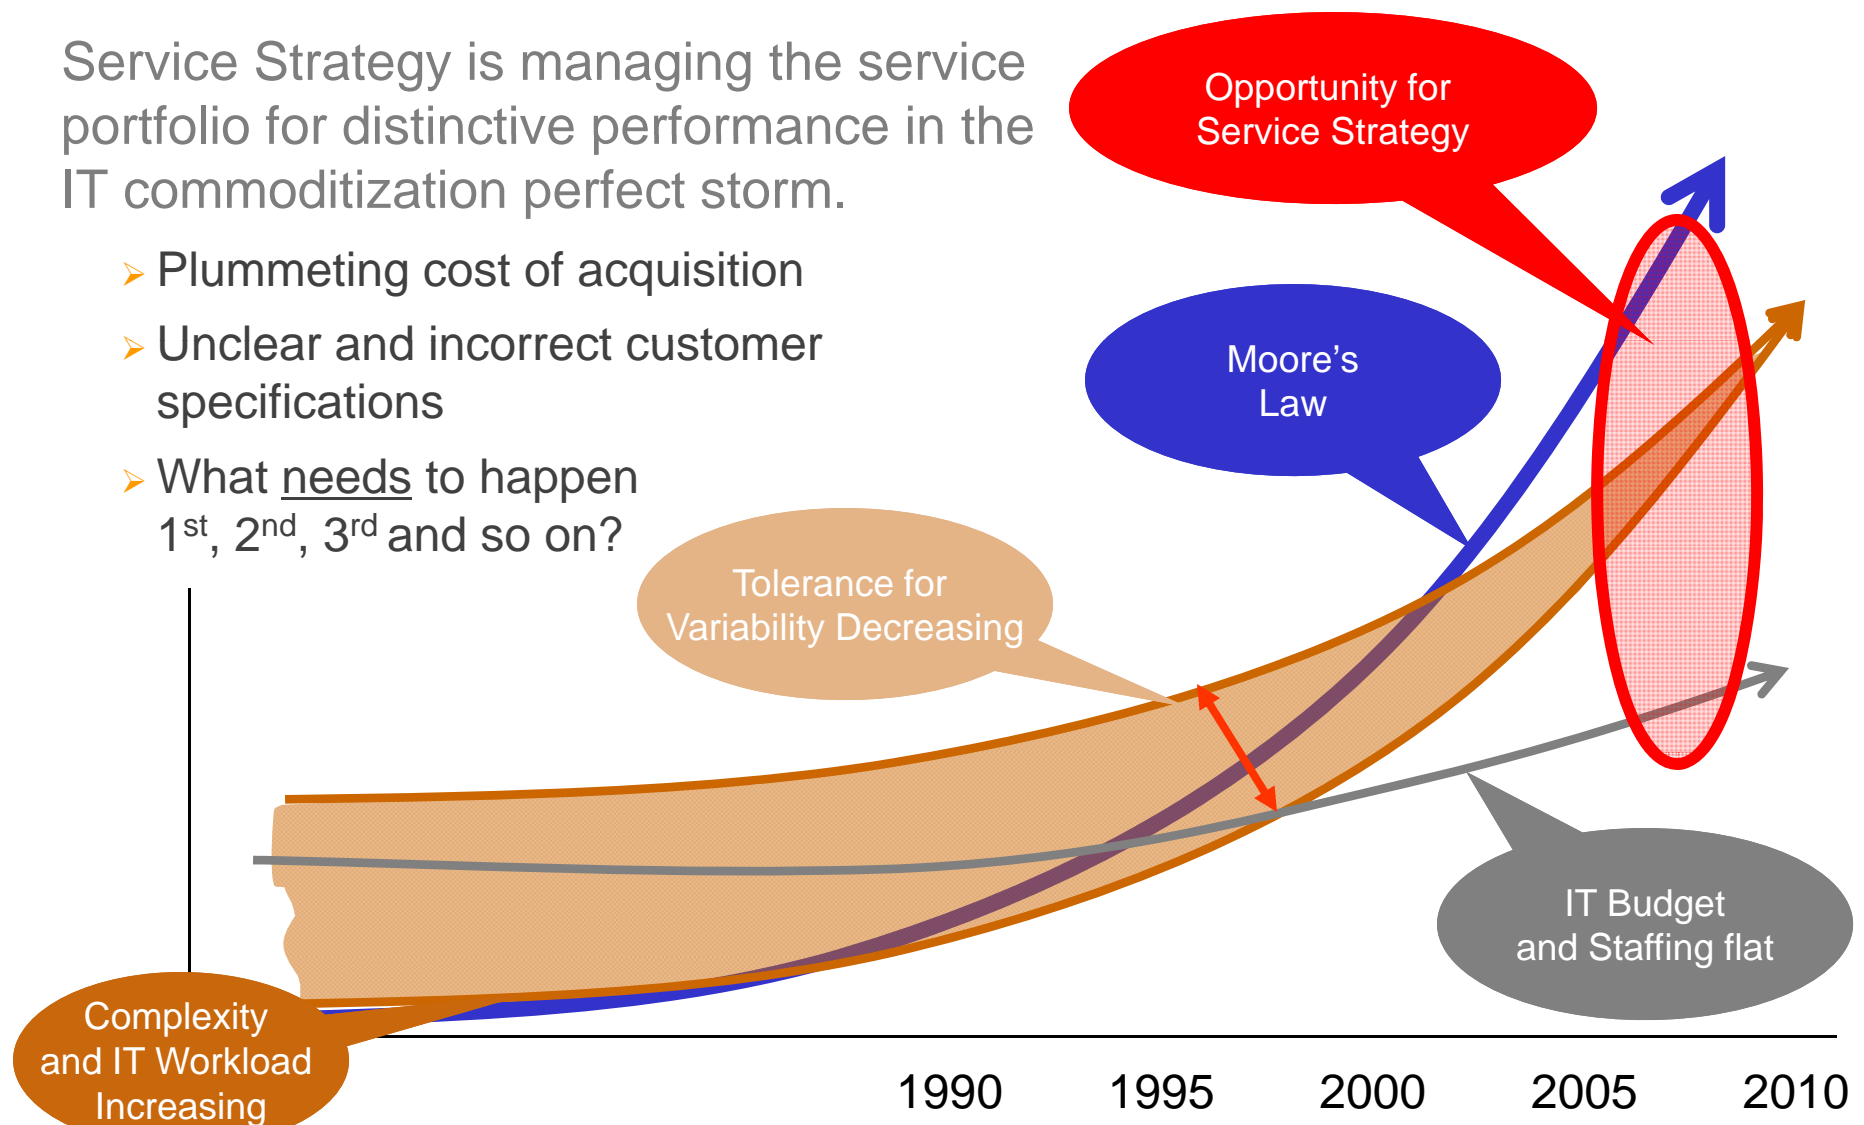 Service Strategy is managing the service
portfolio for distinctive performance in the
IT commoditization perfect storm.
➢ Plummeting cost of acquisition
➢ Unclear and incorrect customer
specifications
➢ What needs to happen
1st, 2nd, 3rd and so on?
Opportunity for
Service Strategy
Moore’s
Law
Tolerance for
Variability Decreasing
IT Budget
and Staffing flat
Complexity
and IT Workload
Increasing
1990 1995 2000 2005 2010